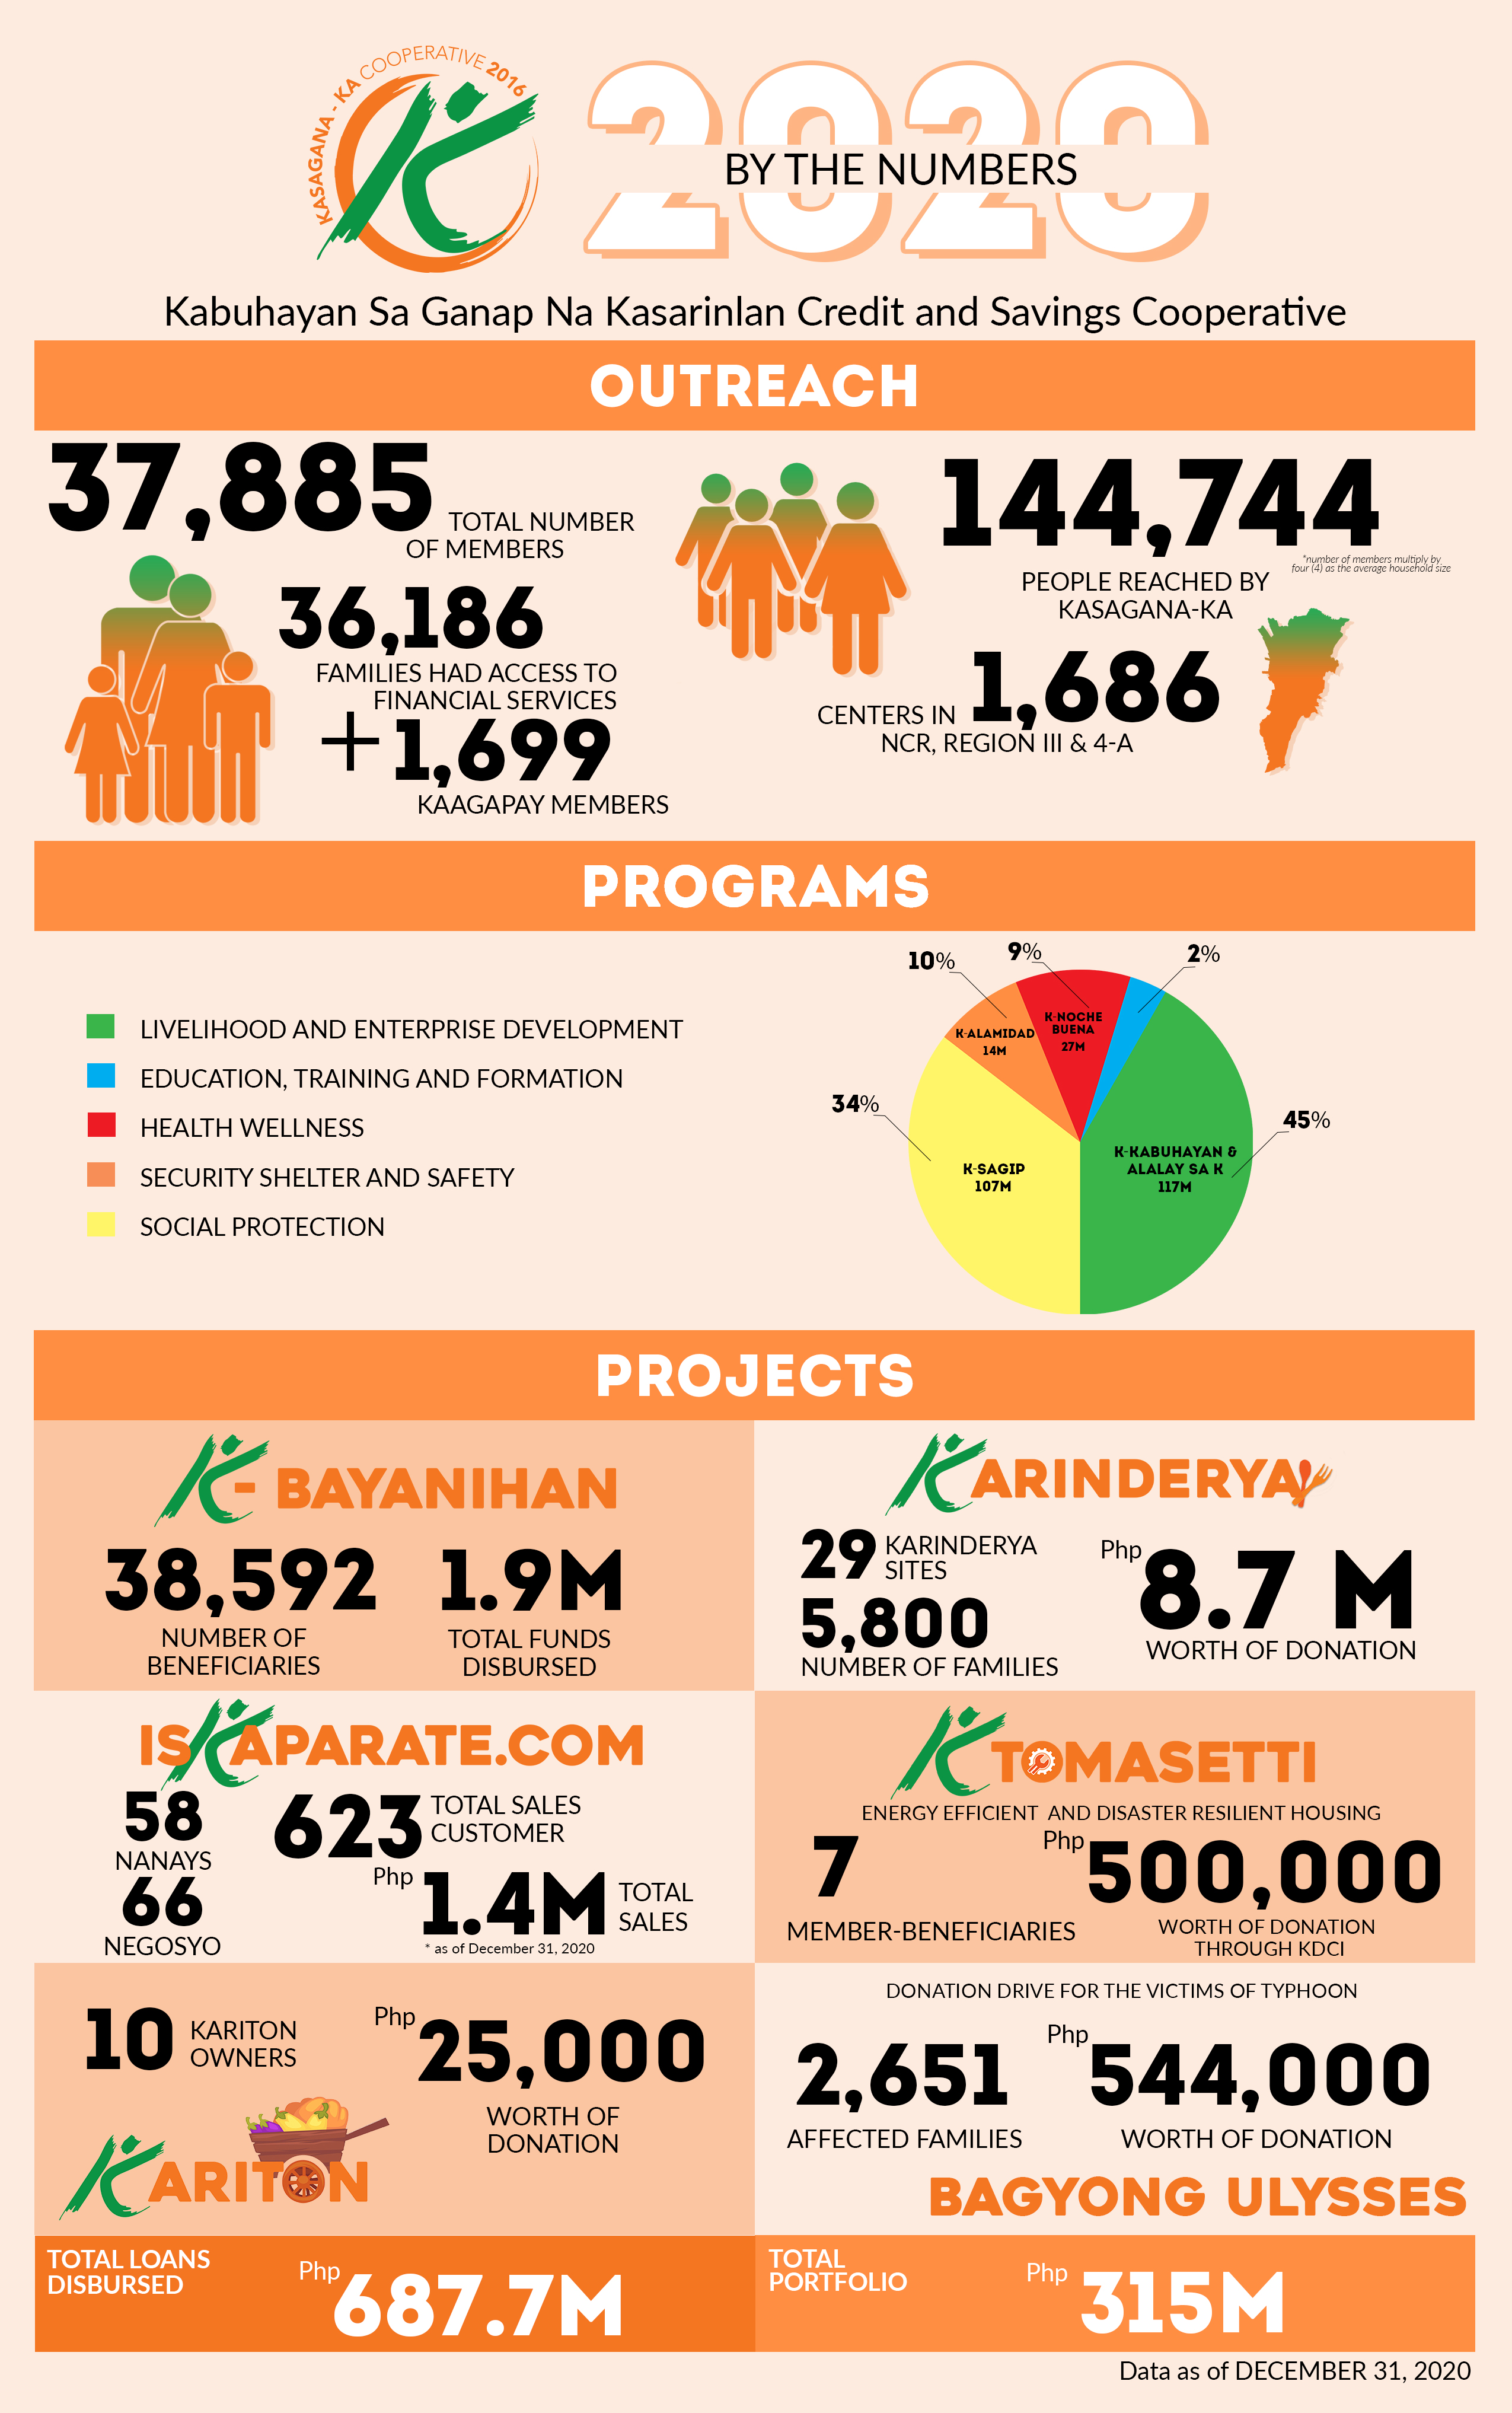 KASAGANA - KA COOPERATIVE 2016
2020
BY THE NUMBERS
Kabuhayan Sa Ganap Na Kasarinlan Credit and Savings Cooperative
OUTREACH
37,885
TOTAL NUMBER
OF MEMBERS
36,186
FAMILIES HAD ACCESS TO
FINANCIAL SERVICES
+1,699
KAAGAPAY MEMBERS
144,744
*number of members multiply by
four (4) as the average household size
PEOPLE REACHED BY
KASAGANA-KA
CENTERS IN 1,686
NCR, REGION III & 4-A
PROGRAMS
LIVELIHOOD AND ENTERPRISE DEVELOPMENT
EDUCATION, TRAINING AND FORMATION
HEALTH WELLNESS
SECURITY SHELTER AND SAFETY
SOCIAL PROTECTION
10%
9%
2%
34%
45%
K-ALAMIDAD
14M
K-NOCHE
BUENA
27M
K-SAGIP
107M
K-KABUHAYAN &
ALALAY SA K
117M
PROJECTS
K- BAYANIHAN
38,592
NUMBER OF
BENEFICIARIES
1.9M
TOTAL FUNDS
DISBURSED
KARINDERYA
29 KARINDERYA
SITES
5,800
NUMBER OF FAMILIES
Php 8.7 M
WORTH OF DONATION
ISKAPARATE.COM
58
NANAYS
66
NEGOSYO
623 TOTAL SALES
CUSTOMER
Php 1.4M TOTAL
SALES
* as of December 31, 2020
K TOMASETTI
ENERGY EFFICIENT AND DISASTER RESILIENT HOUSING
7
MEMBER-BENEFICIARIES
Php 500,000
WORTH OF DONATION
THROUGH KDCI
10 KARITON
OWNERS
Php 25,000
WORTH OF
DONATION
KARITON
DONATION DRIVE FOR THE VICTIMS OF TYPHOON
2,651
AFFECTED FAMILIES
Php 544,000
WORTH OF DONATION
BAGYONG ULYSSES
TOTAL LOANS
DISBURSED
Php 687.7M
TOTAL
PORTFOLIO
Php 315M
Data as of DECEMBER 31, 2020